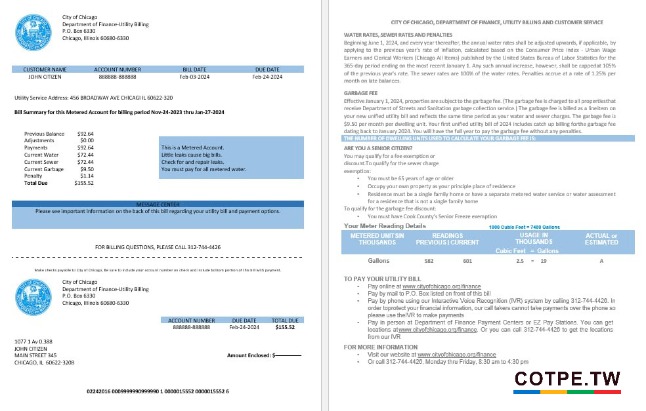 City of Chicago
Department of Finance-Utility Billing
P.O. Box 6330
Chicago, Illinois 60680-6330
CUSTOMER NAME ACCOUNT NUMBER BILL DATE DUE DATE
JOHN CITIZEN 888888-888888 Feb-03-2024 Feb-24-2024
Utility Service Address: 456 BROADWAY AVE CHICAGO IL 60622-320
Bill Summary for this Metered Account for billing period Nov-24-2023 thru Jan-27-2024
Previous Balance $92.64
Adjustments $0.00
Payments $92.64
Current Water $72.44
Current Sewer $72.44
Current Garbage $9.50
Penalty $1.14
Total Due $155.52
This is a Metered Account.
Little leaks cause big bills.
Check for and repair leaks.
You must pay for all metered water.
MESSAGE CENTER
Please see important information on the back of this bill regarding your utility bill and payment options.
FOR BILLING QUESTIONS, PLEASE CALL 312-744-4426
City of Chicago
Department of Finance-Utility Billing
P.O. Box 6330
Chicago, Illinois 60680-6330
ACCOUNT NUMBER DUE DATE TOTAL DUE
888888-888888 Feb-24-2024 $155.52
1077 1 Av 0.388
JOHN CITIZEN
MAIN STREET 345
CHICAGO, IL 60622-3208
Amount Enclosed: $
CITY OF CHICAGO, DEPARTMENT OF FINANCE, UTILITY BILLING AND CUSTOMER SERVICE
WATER RATES, SEWER RATES AND PENALTIES
Beginning June 1, 2024, and every year thereafter, the annual water rates shall be adjusted upwards, if applicable, by
applying to the previous year's rate of inflation, calculated based on the Consumer Price Index - Urban Wage
Earners and Clerical Workers (Chicago All Items) published by the United States Bureau of Labor Statistics for the
365-day period ending on the most recent January 1. Any such annual increase, however, shall be capped at 105%
of the previous year's rate. The sewer rates are 100% of the water rates. Penalties accrue at a rate of 1.25% per
month on late balances.
GARBAGE FEE
Effective January 1, 2024, properties are subject to the garbage fee. (The garbage fee is charged to all properties that
receive Department of Streets and Sanitation garbage collection service.) The garbage fee is billed as a line item on
your new unified utility bill and reflects the same time period as your water and sewer charges. The garbage fee is
$9.50 per month per dwelling unit. Your first unified utility bill of 2024 includes catch up billing for the garbage fee
dating back to January 2024. You will have the full year to pay the garbage fee without any penalties.
THE NUMBER OF DWELLING UNITS USED TO CALCULATE YOUR GARBAGE FEE IS:
ARE YOU A SENIOR CITIZEN
You may qualify for a fee exemption or
discount. To qualify for the sewer charge
exemption:
• You must be 65 years of age or older
• Occupy your own property as your principle place of residence
• Residence must be a single family home or have a separate metered water service or water assessment
for a residence that is not a single family home
To qualify for the garbage fee discount:
• You must have Cook County's Senior Freeze exemption
Your Meter Reading Details 1000 Cubic Feet = 7480 Gallons
METERED UNITS IN THOUSANDS READINGS PREVIOUS | CURRENT USAGE IN THOUSANDS Cubic Feet = Gallons ACTUAL or ESTIMATED
Gallons 582 601 2.5 = 19 A
TO PAY YOUR UTILITY BILL
• Pay online at www.cityofchicago.org/finance
• Pay by mail to P.O. Box listed on front of this bill
• Pay by phone using our Interactive Voice Recognition (IVR) system by calling 312-744-4426. In
order to protect your financial information, our call takers cannot take payments over the phone so
please use the IVR to make payments
• Pay in person at Department of Finance Payment Centers or EZ Pay Stations. You can get
locations at www.cityofchicago.org/finance. Or you can call 312-744-4426 to get the locations
from our IVR
FOR MORE INFORMATION
• Visit our website at www.cityofchicago.org/finance
• Or call 312-744-4426, Monday thru Friday, 8:30 am to 4:30 pm
COTPE.TW